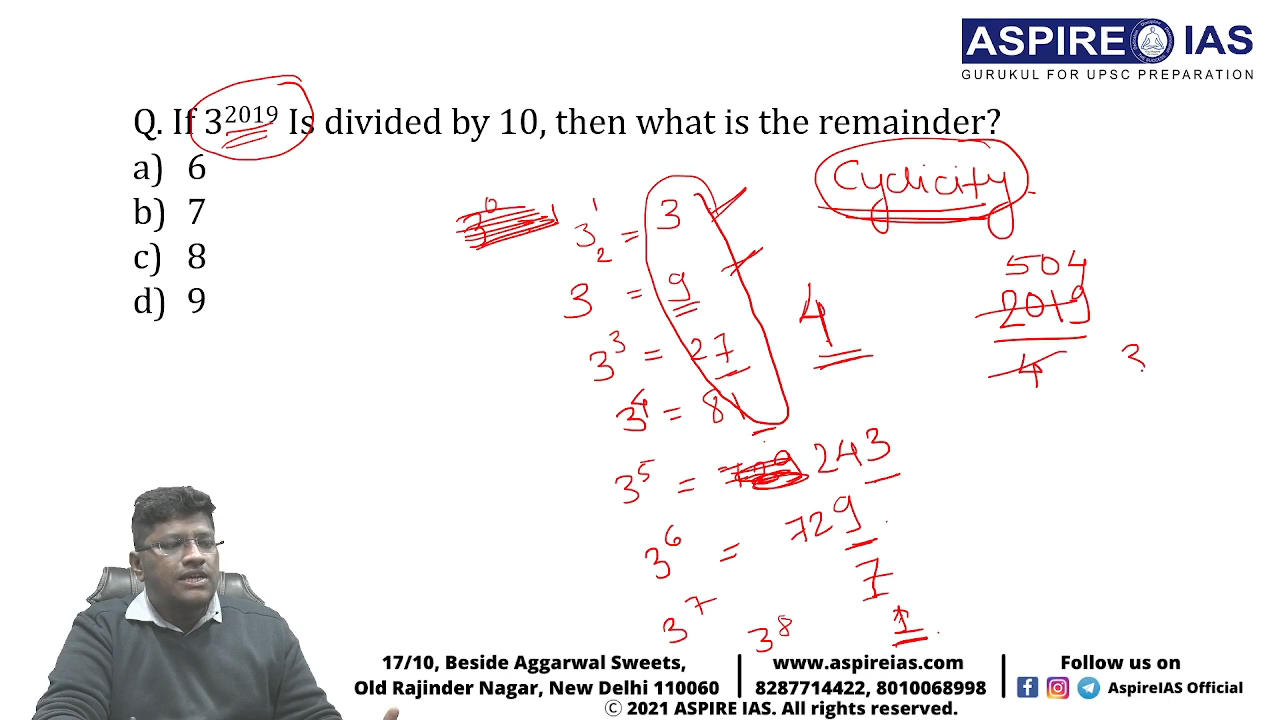 ASPIRE IAS
GURUKUL FOR UPSC PREPARATION
Q. If 3^2019 Is divided by 10, then what is the remainder?
a) 6
b) 7
c) 8
d) 9
Cyclicity
3^1 = 3
3^2 = 9
3^3 = 27
3^4 = 81
3^5 = 243
3^6 = 729
3^7 7
3^8 1
4
504
2019
4
3
17/10, Beside Aggarwal Sweets,
Old Rajinder Nagar, New Delhi 110060
www.aspireias.com
8287714422, 8010068998
Follow us on
AspireIAS Official
© 2021 ASPIRE IAS. All rights reserved.